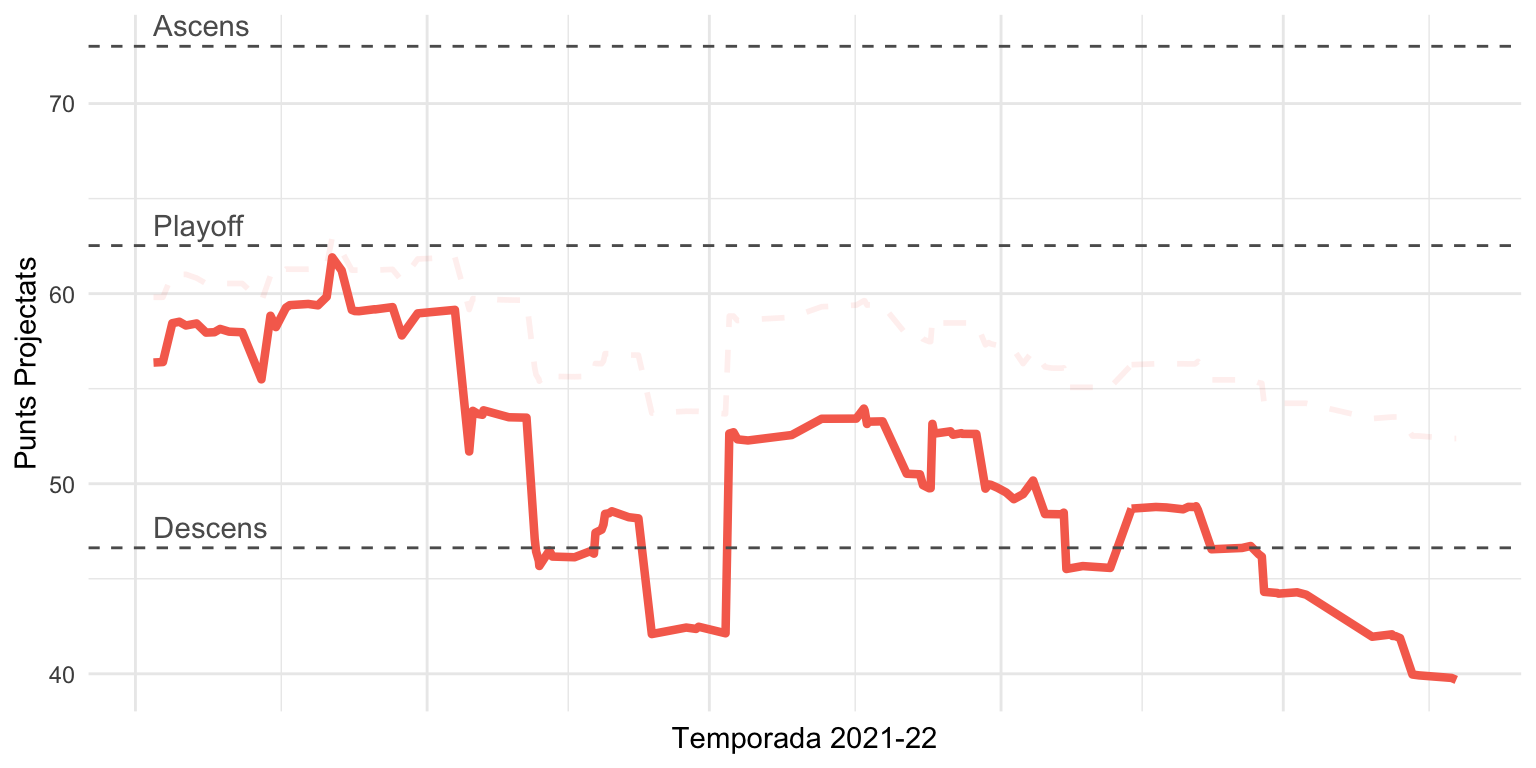 Ascens
70
Playoff
60
50
Descens
40
Punts Projectats
Temporada 2021-22